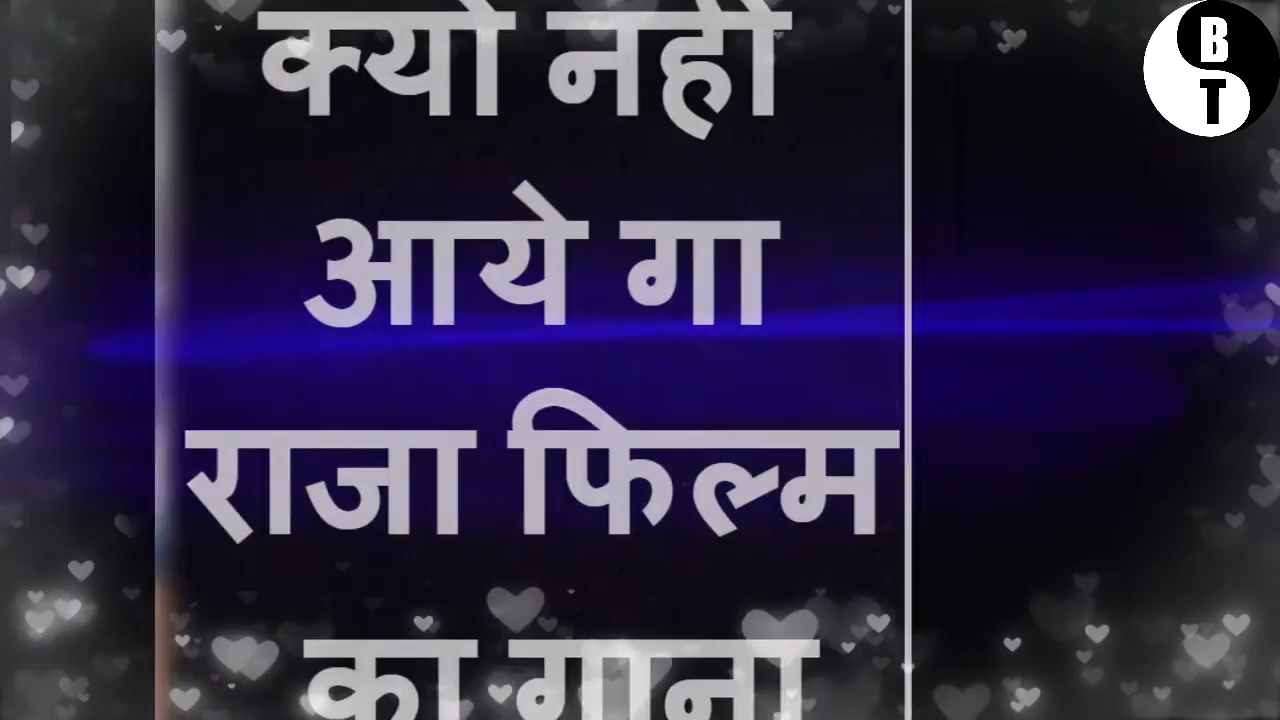 B
T
क्यो नही
आये गा
राजा फिल्म
का गाना